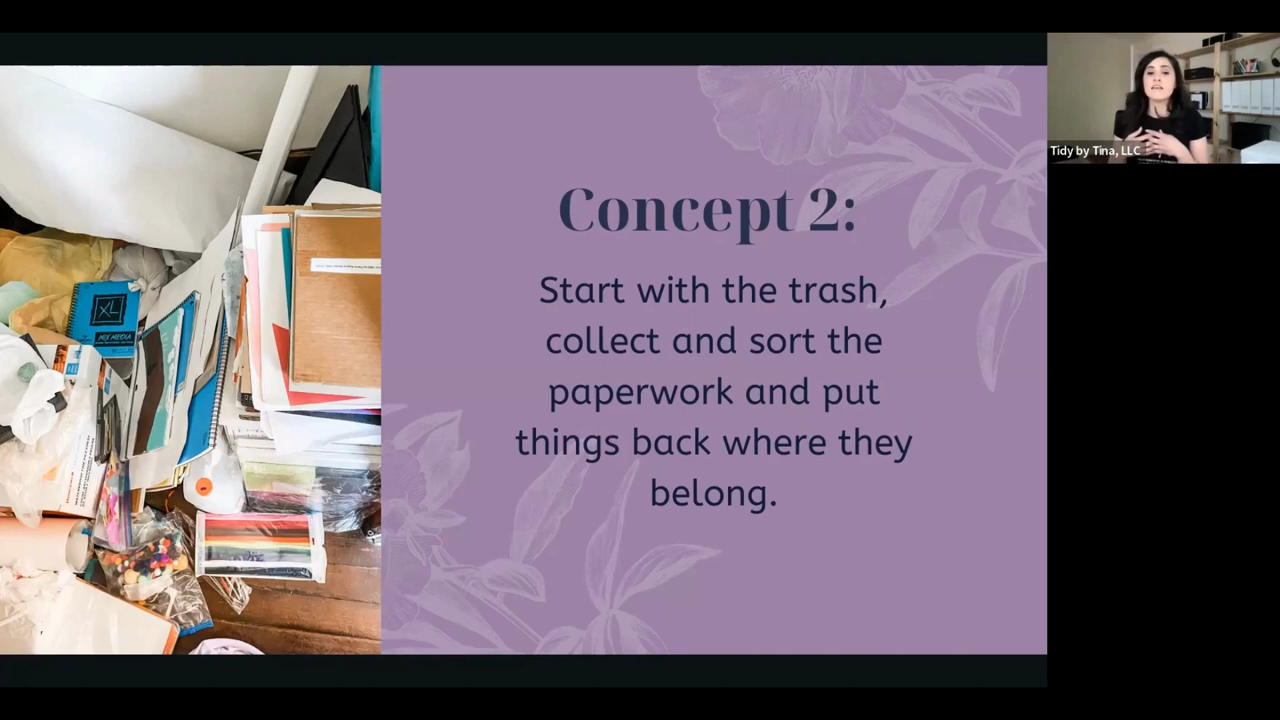 Concept 2:
Start with the trash,
collect and sort the
paperwork and put
things back where they
belong.
Tidy by Tina, LLC
XL
MIX MEDIA